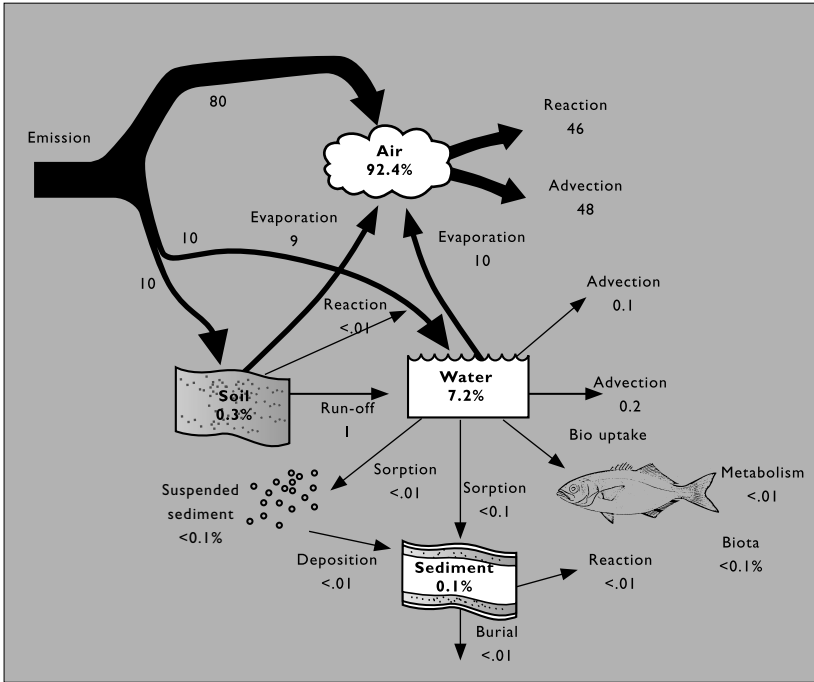 80
Emission
Air
92.4%
Reaction
46
Advection
48
Evaporation
9
10
10
Evaporation
10
Reaction
<.01
Advection
0.1
Soil
0.3%
Run-off
1
Water
7.2%
Advection
0.2
Bio uptake
Suspended
sediment
<0.1%
Sorption
<.01
Sorption
<0.1
Metabolism
<.01
Biota
<0.1%
Deposition
<.01
Sediment
0.1%
Reaction
<.01
Burial
<.01